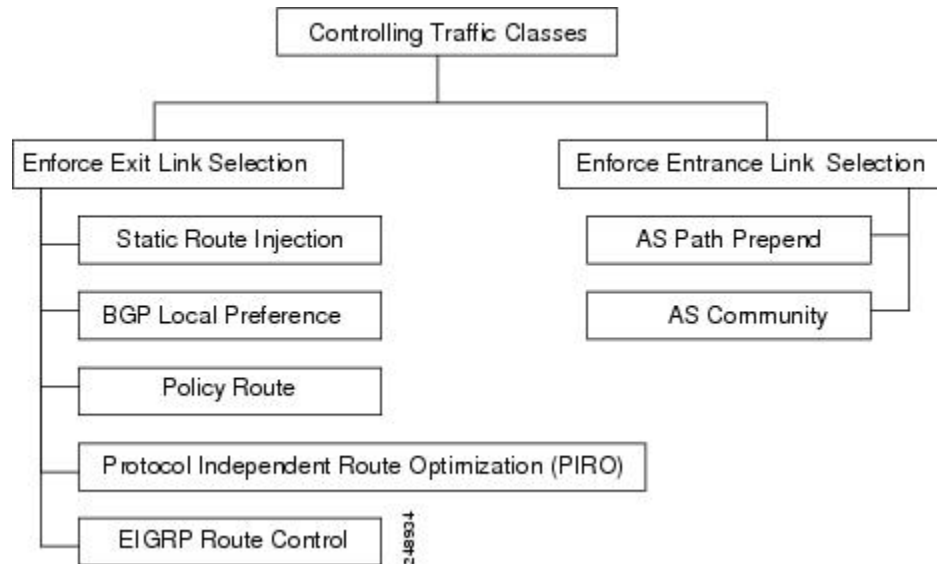 Controlling Traffic Classes
Enforce Exit Link Selection
Static Route Injection
BGP Local Preference
Policy Route
Protocol Independent Route Optimization (PIRO)
EIGRP Route Control
Enforce Entrance Link Selection
AS Path Prepend
AS Community
248934